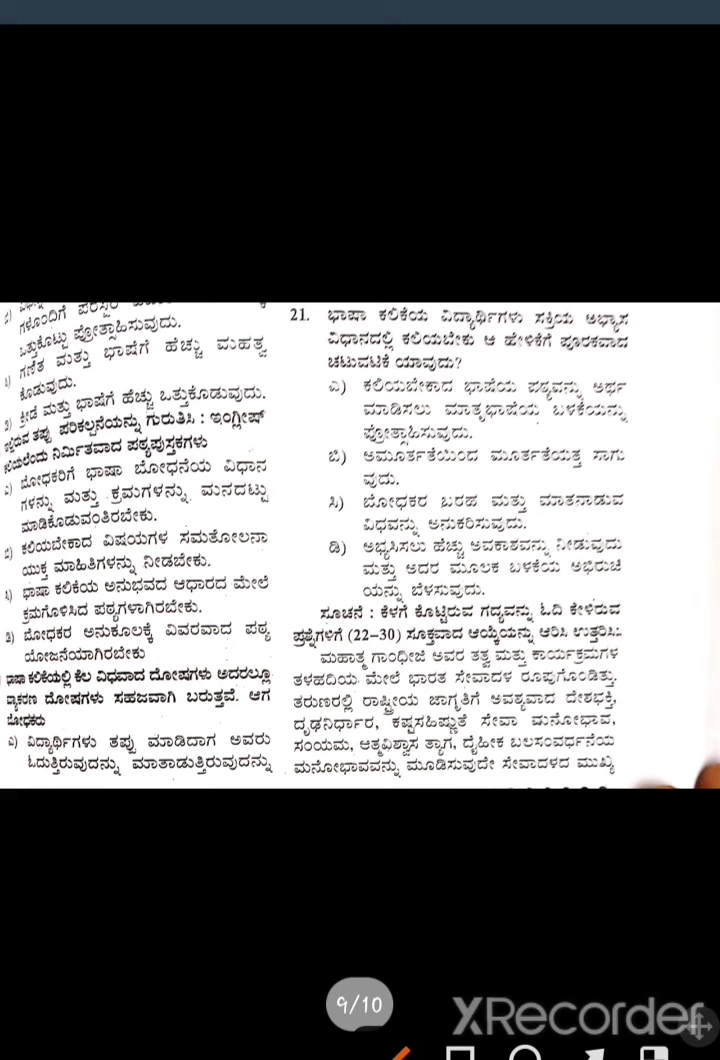 ಗಳೊಂದಿಗೆ
ಒತ್ತುಕೊಟ್ಟು ಪ್ರೋತ್ಸಾಹಿಸುವುದು.
ಗಣಿತ ಮತ್ತು ಭಾಷೆಗೆ ಹೆಚ್ಚು ಮಹತ್ವ
ಕೊಡುವುದು.
ಕ್ರೀಡೆ ಮತ್ತು ಭಾಷೆಗೆ ಹೆಚ್ಚು ಒತ್ತುಕೊಡುವುದು.
ತಪ್ಪು ಪರಿಕಲ್ಪನೆಯನ್ನು ಗುರುತಿಸಿ : ಇಂಗ್ಲೀಷ್
ನಿರ್ಮಿತವಾದ ಪಠ್ಯಪುಸ್ತಕಗಳು
ಬೋಧಕರಿಗೆ ಭಾಷಾ ಬೋಧನೆಯ ವಿಧಾನ
ಗಳನ್ನು ಮತ್ತು ಕ್ರಮಗಳನ್ನು ಮನದಟ್ಟು
ಮಾಡಿಕೊಡುವಂತಿರಬೇಕು.
ಕಲಿಯಬೇಕಾದ ವಿಷಯಗಳ ಸಮತೋಲನಾ
ಯುಕ್ತ ಮಾಹಿತಿಗಳನ್ನು ನೀಡಬೇಕು.
ಭಾಷಾ ಕಲಿಕೆಯ ಅನುಭವದ ಆಧಾರದ ಮೇಲೆ
ಕ್ರಮಗೊಳಿಸಿದ ಪಠ್ಯಗಳಾಗಿರಬೇಕು.
ಬೋಧಕರ ಅನುಕೂಲಕ್ಕೆ ವಿವರವಾದ ಪಠ್ಯ
ಯೋಜನೆಯಾಗಿರಬೇಕು
ಭಾಷಾ ಕಲಿಕೆಯಲ್ಲಿ ಕೆಲ ವಿಧವಾದ ದೋಷಗಳು ಅದರಲ್ಲೂ
ವ್ಯಾಕರಣ ದೋಷಗಳು ಸಹಜವಾಗಿ ಬರುತ್ತವೆ. ಆಗ
ಬೋಧಕರು
ಎ) ವಿದ್ಯಾರ್ಥಿಗಳು ತಪ್ಪು ಮಾಡಿದಾಗ ಅವರು
ಓದುತ್ತಿರುವುದನ್ನು ಮಾತಾಡುತ್ತಿರುವುದನ್ನು
21. ಭಾಷಾ ಕಲಿಕೆಯ ವಿದ್ಯಾರ್ಥಿಗಳು ಸಕ್ರಿಯ ಅಭ್ಯಾಸ
ವಿಧಾನದಲ್ಲಿ ಕಲಿಯಬೇಕು ಆ ಹೇಳಿಕೆಗೆ ಪೂರಕವಾದ
ಚಟುವಟಿಕೆ ಯಾವುದು?
ಎ) ಕಲಿಯಬೇಕಾದ ಭಾಷೆಯ ಪಠ್ಯವನ್ನು ಅರ್ಥ
ಮಾಡಿಸಲು ಮಾತೃಭಾಷೆಯ ಬಳಕೆಯನ್ನು
ಪ್ರೋತ್ಸಾಹಿಸುವುದು.
ಬಿ) ಅಮೂರ್ತತೆಯಿಂದ ಮೂರ್ತತೆಯತ್ತ ಸಾಗು
ವುದು.
ಸಿ) ಬೋಧಕರ ಬರಹ ಮತ್ತು ಮಾತನಾಡುವ
ವಿಧವನ್ನು ಅನುಕರಿಸುವುದು.
ಡಿ) ಅಭ್ಯಸಿಸಲು ಹೆಚ್ಚು ಅವಕಾಶವನ್ನು ನೀಡುವುದು
ಮತ್ತು ಅದರ ಮೂಲಕ ಬಳಕೆಯ ಅಭಿರುಚಿ
ಯನ್ನು ಬೆಳಸುವುದು.
ಸೂಚನೆ : ಕೆಳಗೆ ಕೊಟ್ಟಿರುವ ಗದ್ಯವನ್ನು ಓದಿ ಕೇಳಿರುವ
ಪ್ರಶ್ನೆಗಳಿಗೆ (22–30) ಸೂಕ್ತವಾದ ಆಯ್ಕೆಯನ್ನು ಆರಿಸಿ ಉತ್ತರಿಸಿ:
ಮಹಾತ್ಮ ಗಾಂಧೀಜಿ ಅವರ ತತ್ವ ಮತ್ತು ಕಾರ್ಯಕ್ರಮಗಳ
ತಳಹದಿಯ ಮೇಲೆ ಭಾರತ ಸೇವಾದಳ ರೂಪುಗೊಂಡಿತ್ತು.
ತರುಣರಲ್ಲಿ ರಾಷ್ಟ್ರೀಯ ಜಾಗೃತಿಗೆ ಅವಶ್ಯವಾದ ದೇಶಭಕ್ತಿ,
ದೃಢನಿರ್ಧಾರ, ಕಷ್ಟಸಹಿಷ್ಣುತೆ ಸೇವಾ ಮನೋಭಾವ,
ಸಂಯಮ, ಆತ್ಮವಿಶ್ವಾಸ ತ್ಯಾಗ, ದೈಹೀಕ ಬಲಸಂವರ್ಧನೆಯ
ಮನೋಭಾವವನ್ನು ಮೂಡಿಸುವುದೇ ಸೇವಾದಳದ ಮುಖ್ಯ
9/10
XRecorder